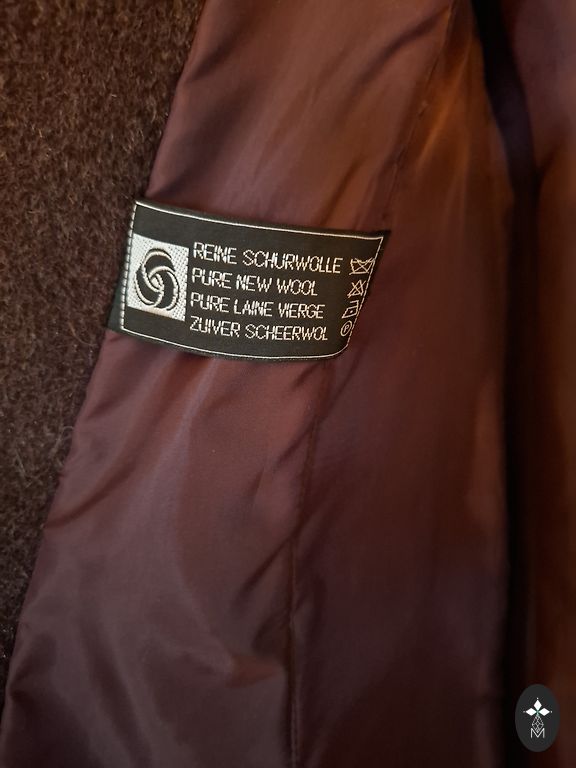 REINE SCHURWOLLE
PURE NEW WOOL
PURE LAINE VIERGE
ZUIVER SCHEERWOL
P
M